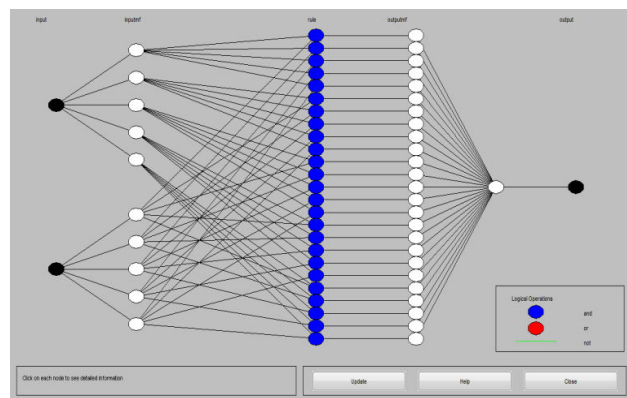 input
inputmf
rule
outputmf
output
Logical Operations
and
or
not
Click on each node to see detailed information
Update
Help
Close